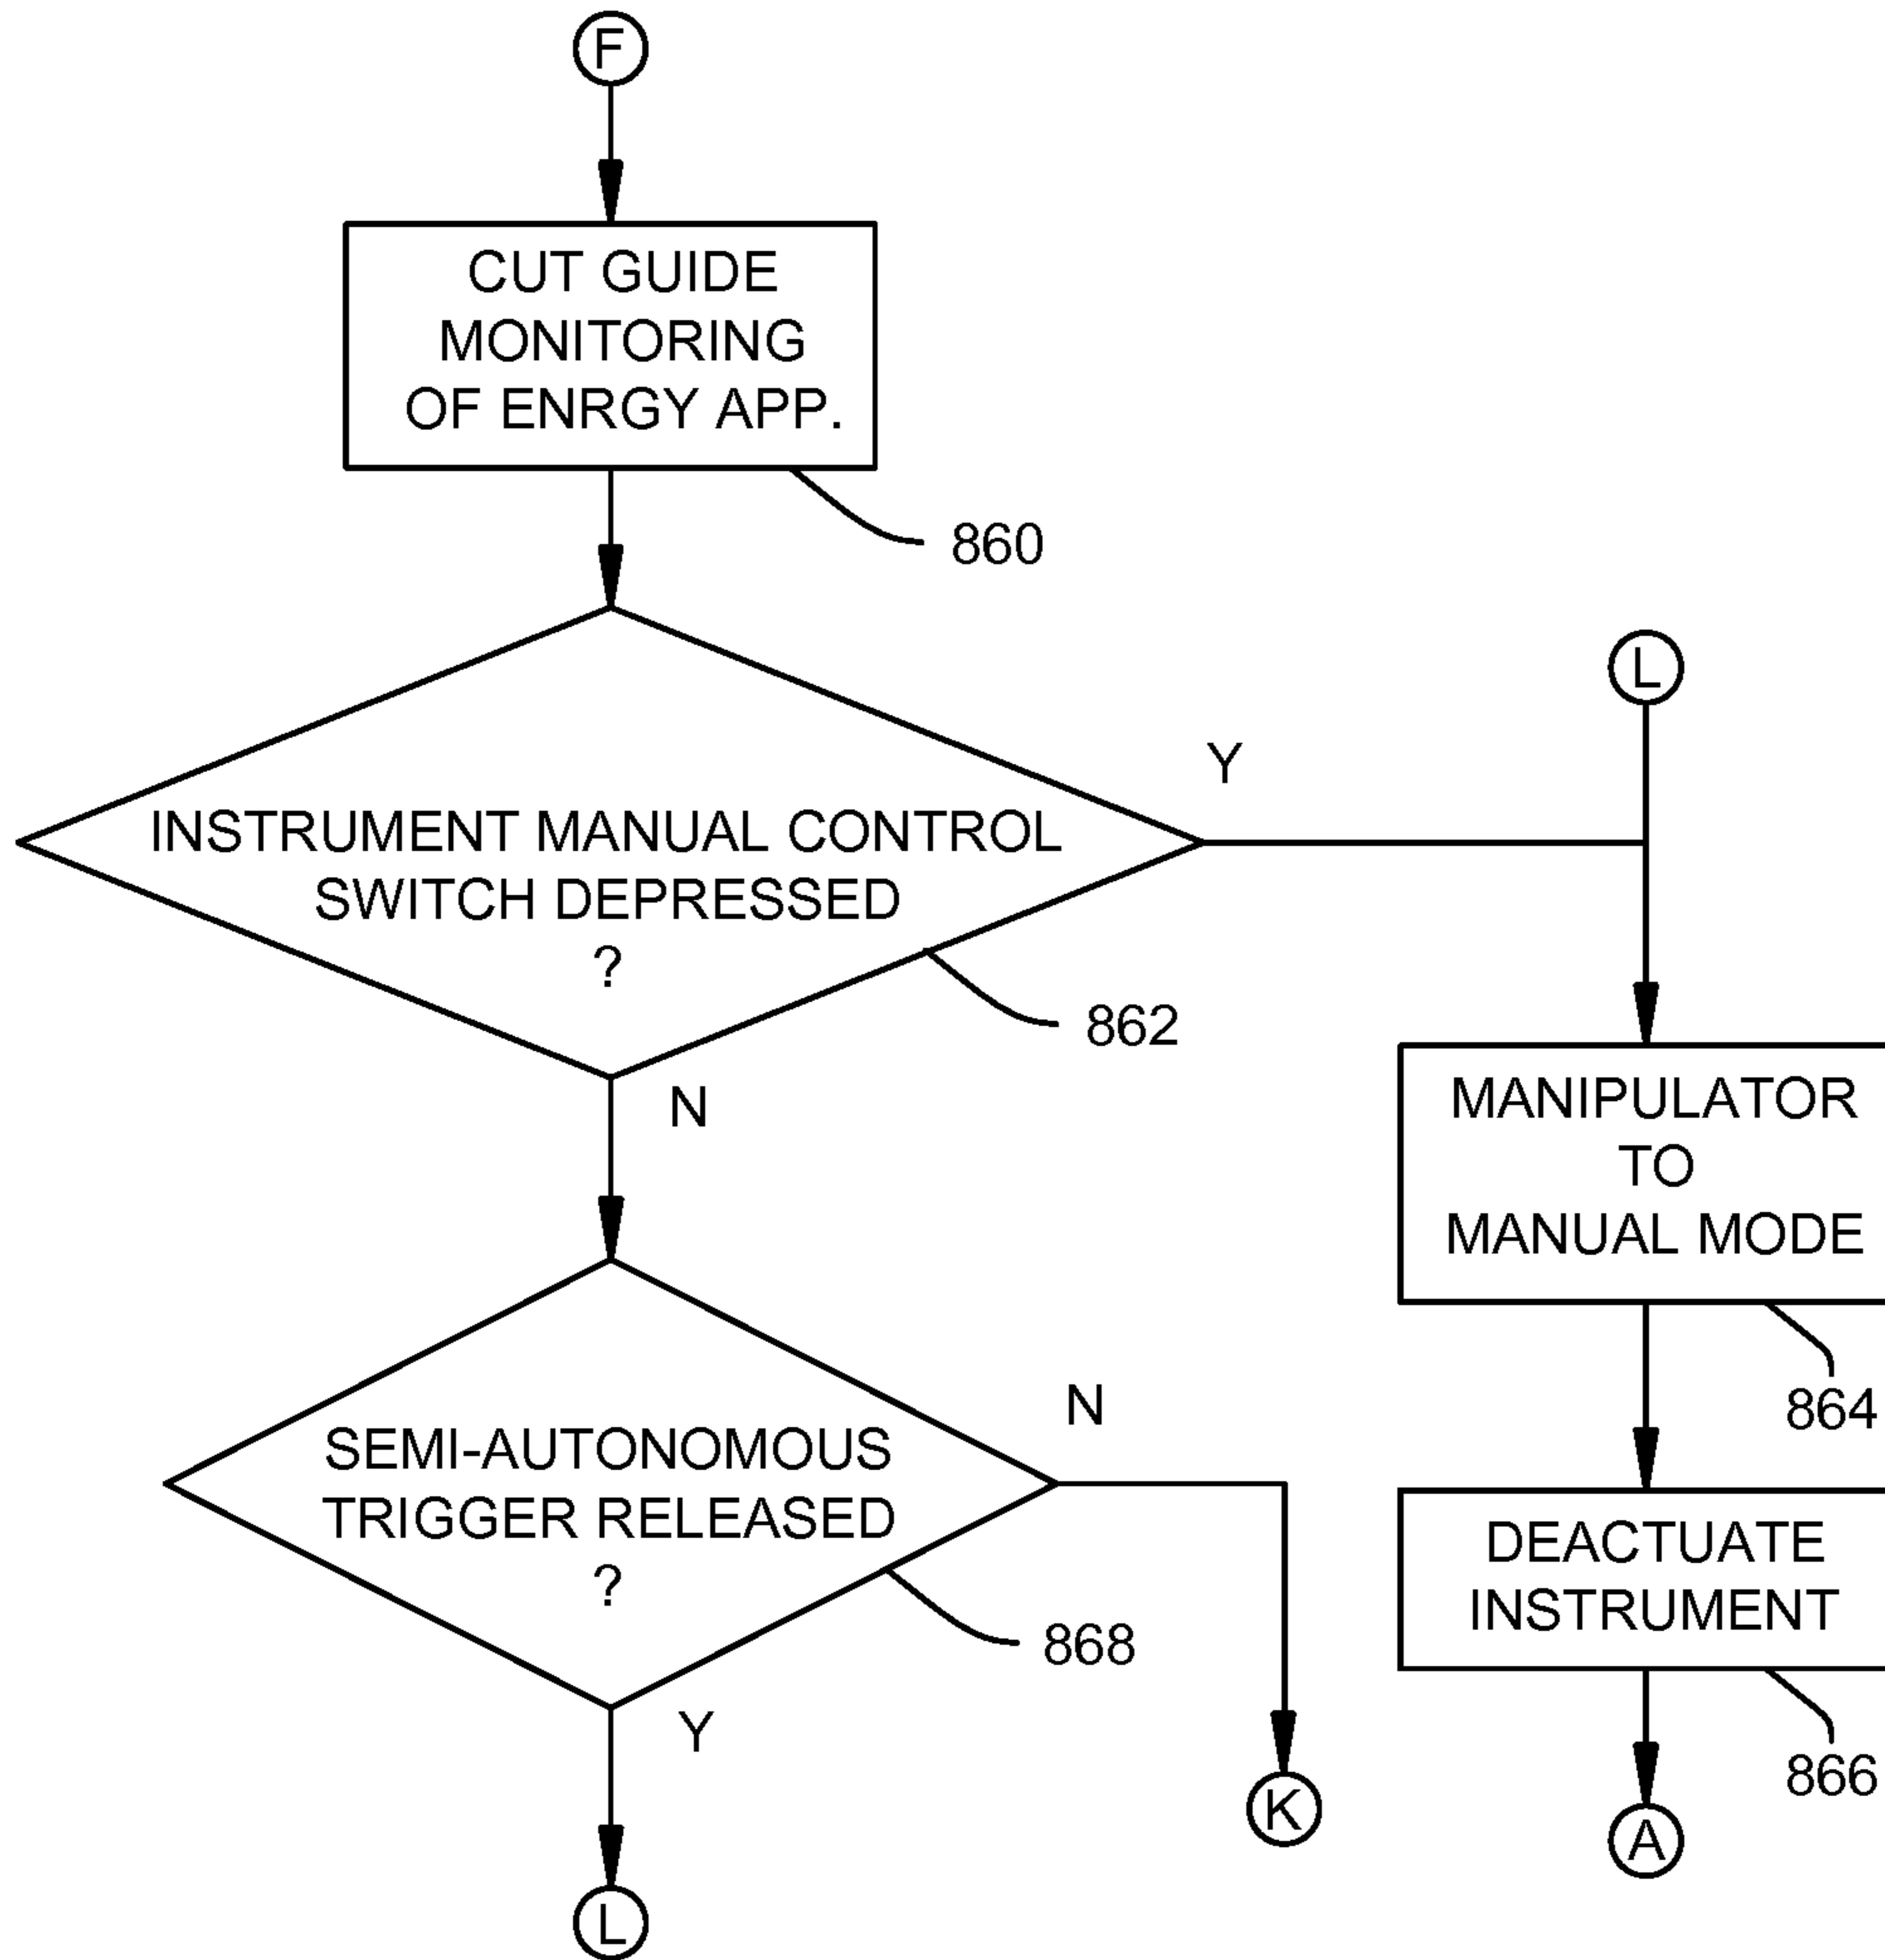 F
CUT GUIDE
MONITORING
OF ENRGY APP.
860
INSTRUMENT MANUAL CONTROL
SWITCH DEPRESSED
?
862
Y
N
L
MANIPULATOR
TO
MANUAL MODE
864
DEACTUATE
INSTRUMENT
866
A
SEMI-AUTONOMOUS
TRIGGER RELEASED
?
868
N
K
Y
L